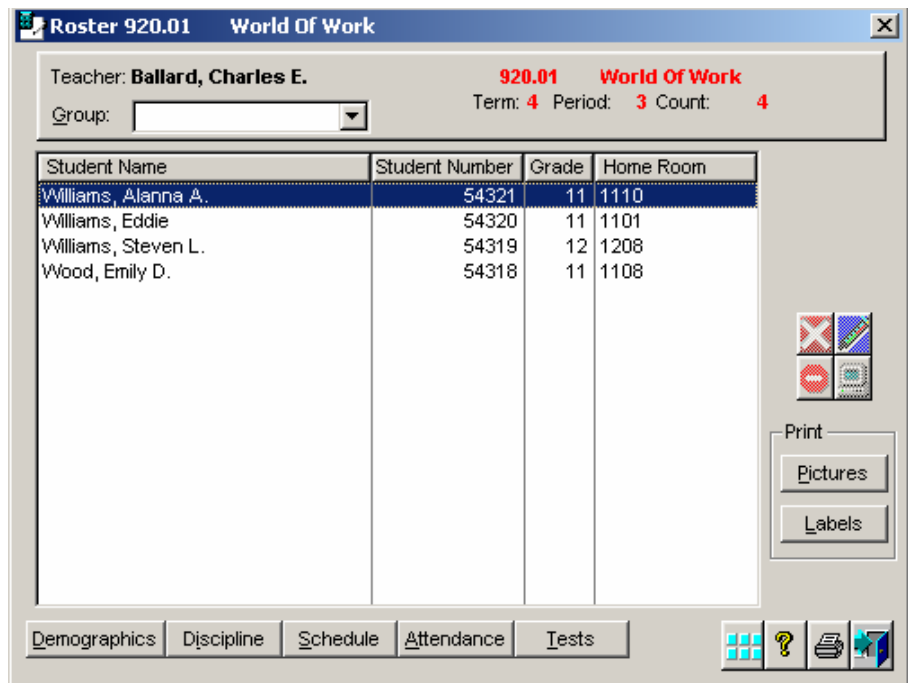 Roster 920.01 World Of Work
Teacher: Ballard, Charles E. 920.01 World Of Work
Group: Term: 4 Period: 3 Count: 4
Student Name Student Number Grade Home Room
Williams, Alanna A. 54321 11 1110
Williams, Eddie 54320 11 1101
Williams, Steven L. 54319 12 1208
Wood, Emily D. 54318 11 1108
Print
Pictures
Labels
Demographics Discipline Schedule Attendance Tests